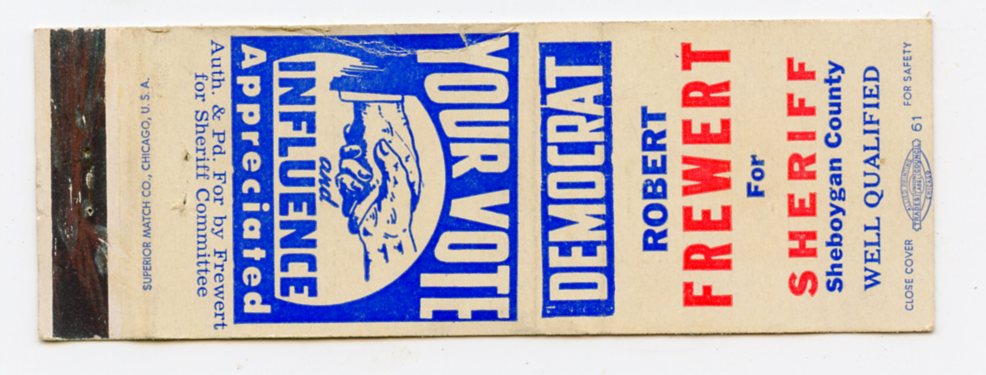 DEMOCRAT
ROBERT
FREWERT
For
SHERIFF
Sheboygan County
WELL QUALIFIED
CLOSE COVER 61 FOR SAFETY
YOUR VOTE
and
INFLUENCE
Appreciated
Auth. & Pd. For by Frewert
for Sheriff Committee
SUPERIOR MATCH CO., CHICAGO, U. S. A.